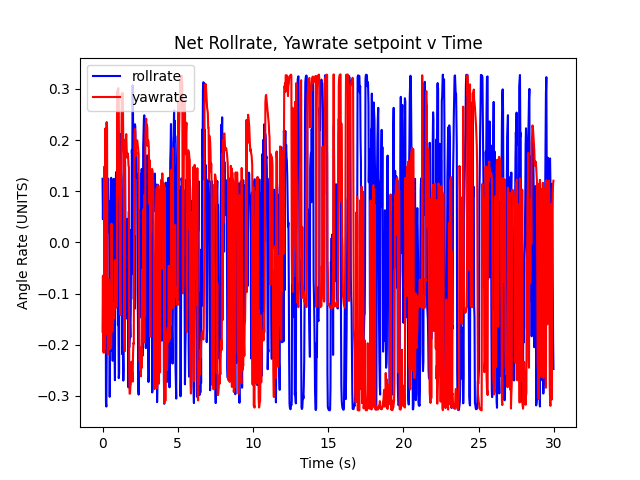 Net Rollrate, Yawrate setpoint v Time
rollrate
yawrate
Angle Rate (UNITS)
0.3
0.2
0.1
0.0
−0.1
−0.2
−0.3
0 5 10 15 20 25 30
Time (s)